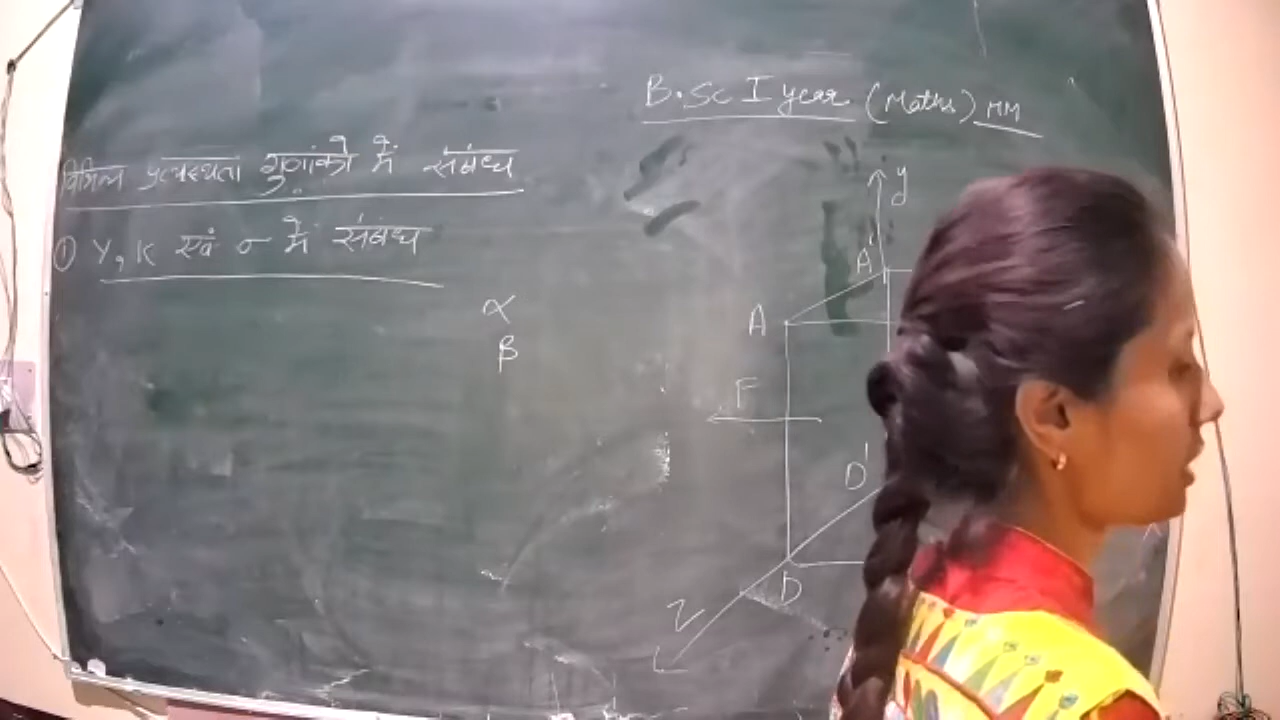 B.Sc I year (Maths) MM
विभिन्न प्रत्यास्थता गुणांको में संबंध
① Y, K एवं σ में संबंध
α
β
y
A'
A
F
D'
D
Z